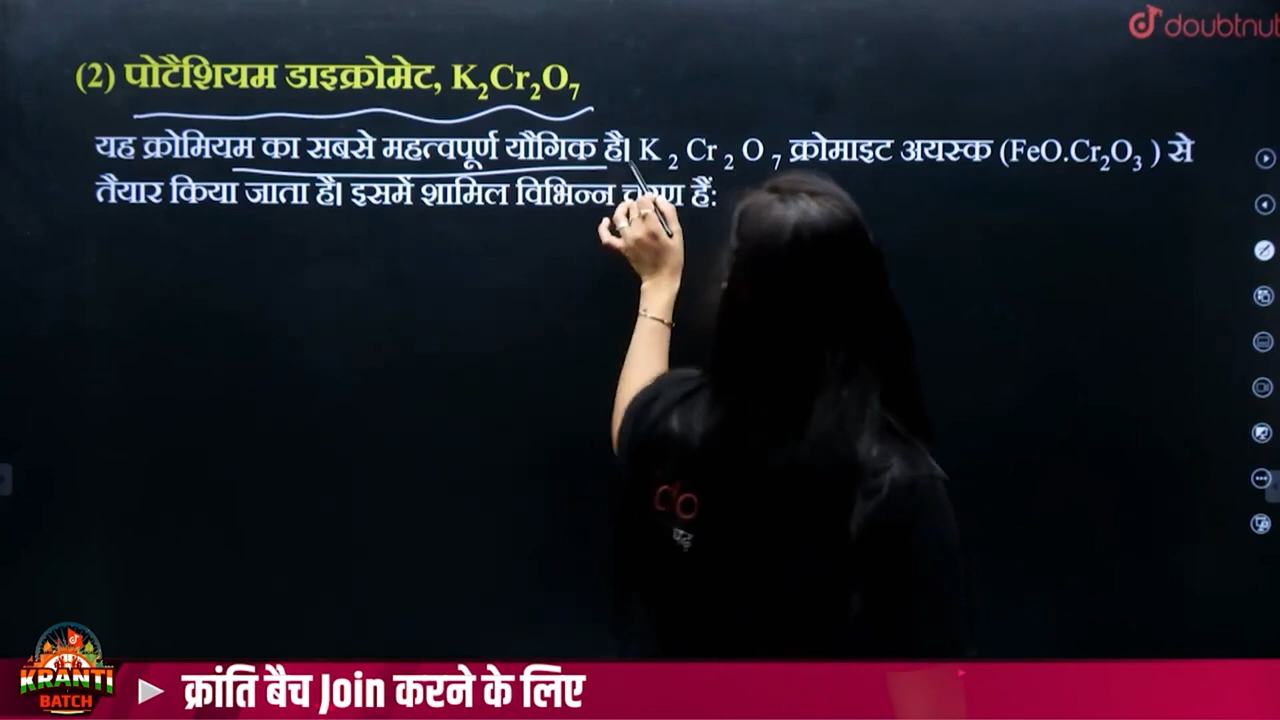 doubtnut
(2) पोटैशियम डाइक्रोमेट, K₂Cr₂O₇
यह क्रोमियम का सबसे महत्वपूर्ण यौगिक है। K ₂ Cr ₂ O ₇ क्रोमाइट अयस्क (FeO.Cr₂O₃ ) से
तैयार किया जाता है। इसमें शामिल विभिन्न हैं:
do
KRANTI
BATCH
क्रांति बैच Join करने के लिए